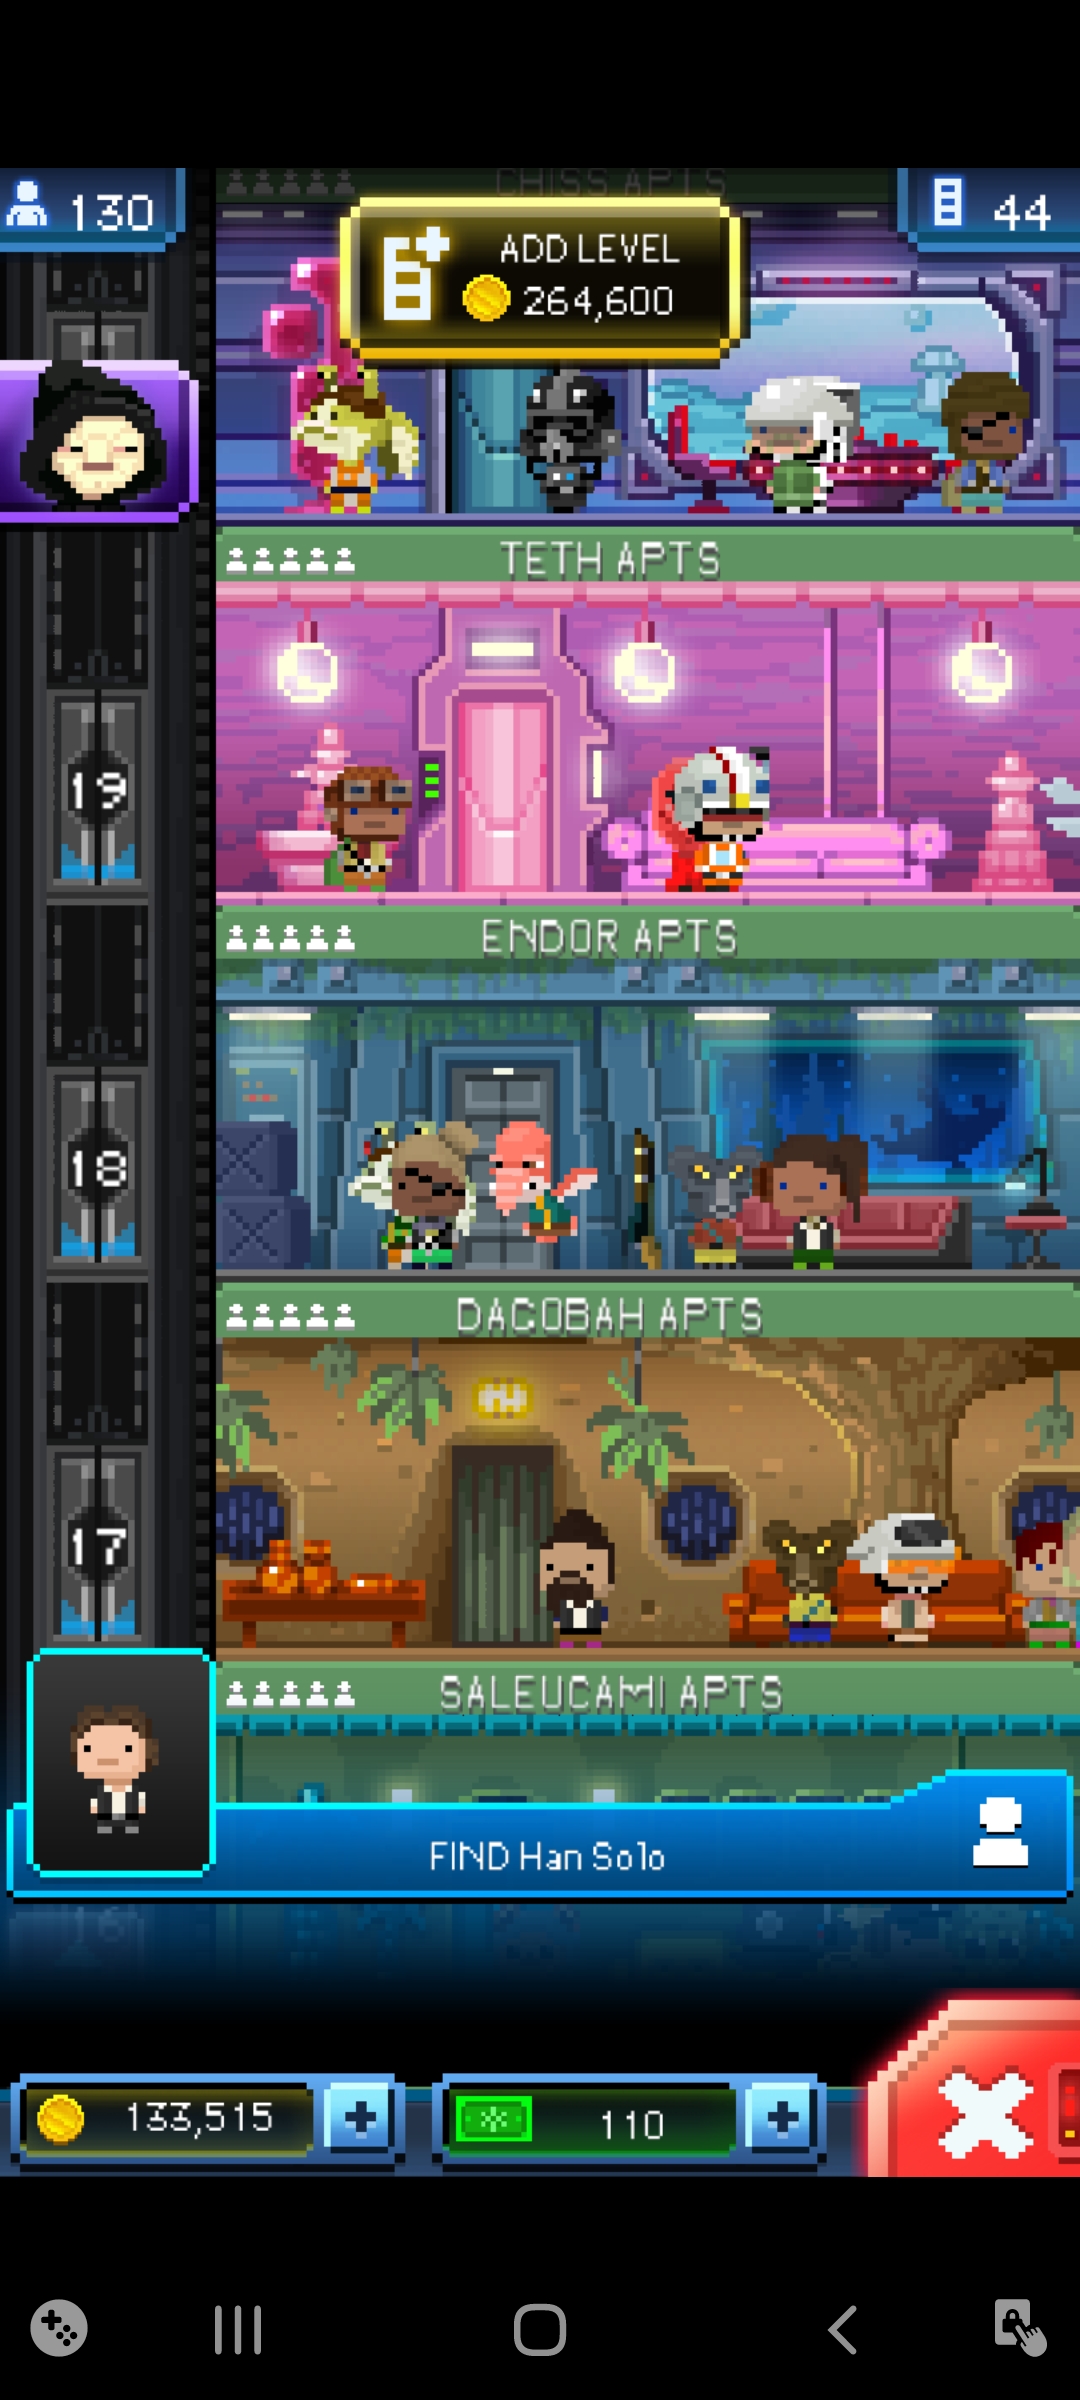 CHISS APTS
130
44
ADD LEVEL
264,600
TETH APTS
19
ENDOR APTS
18
DAGOBAH APTS
17
SALEUCAMI APTS
FIND Han Solo
16
133,515
110